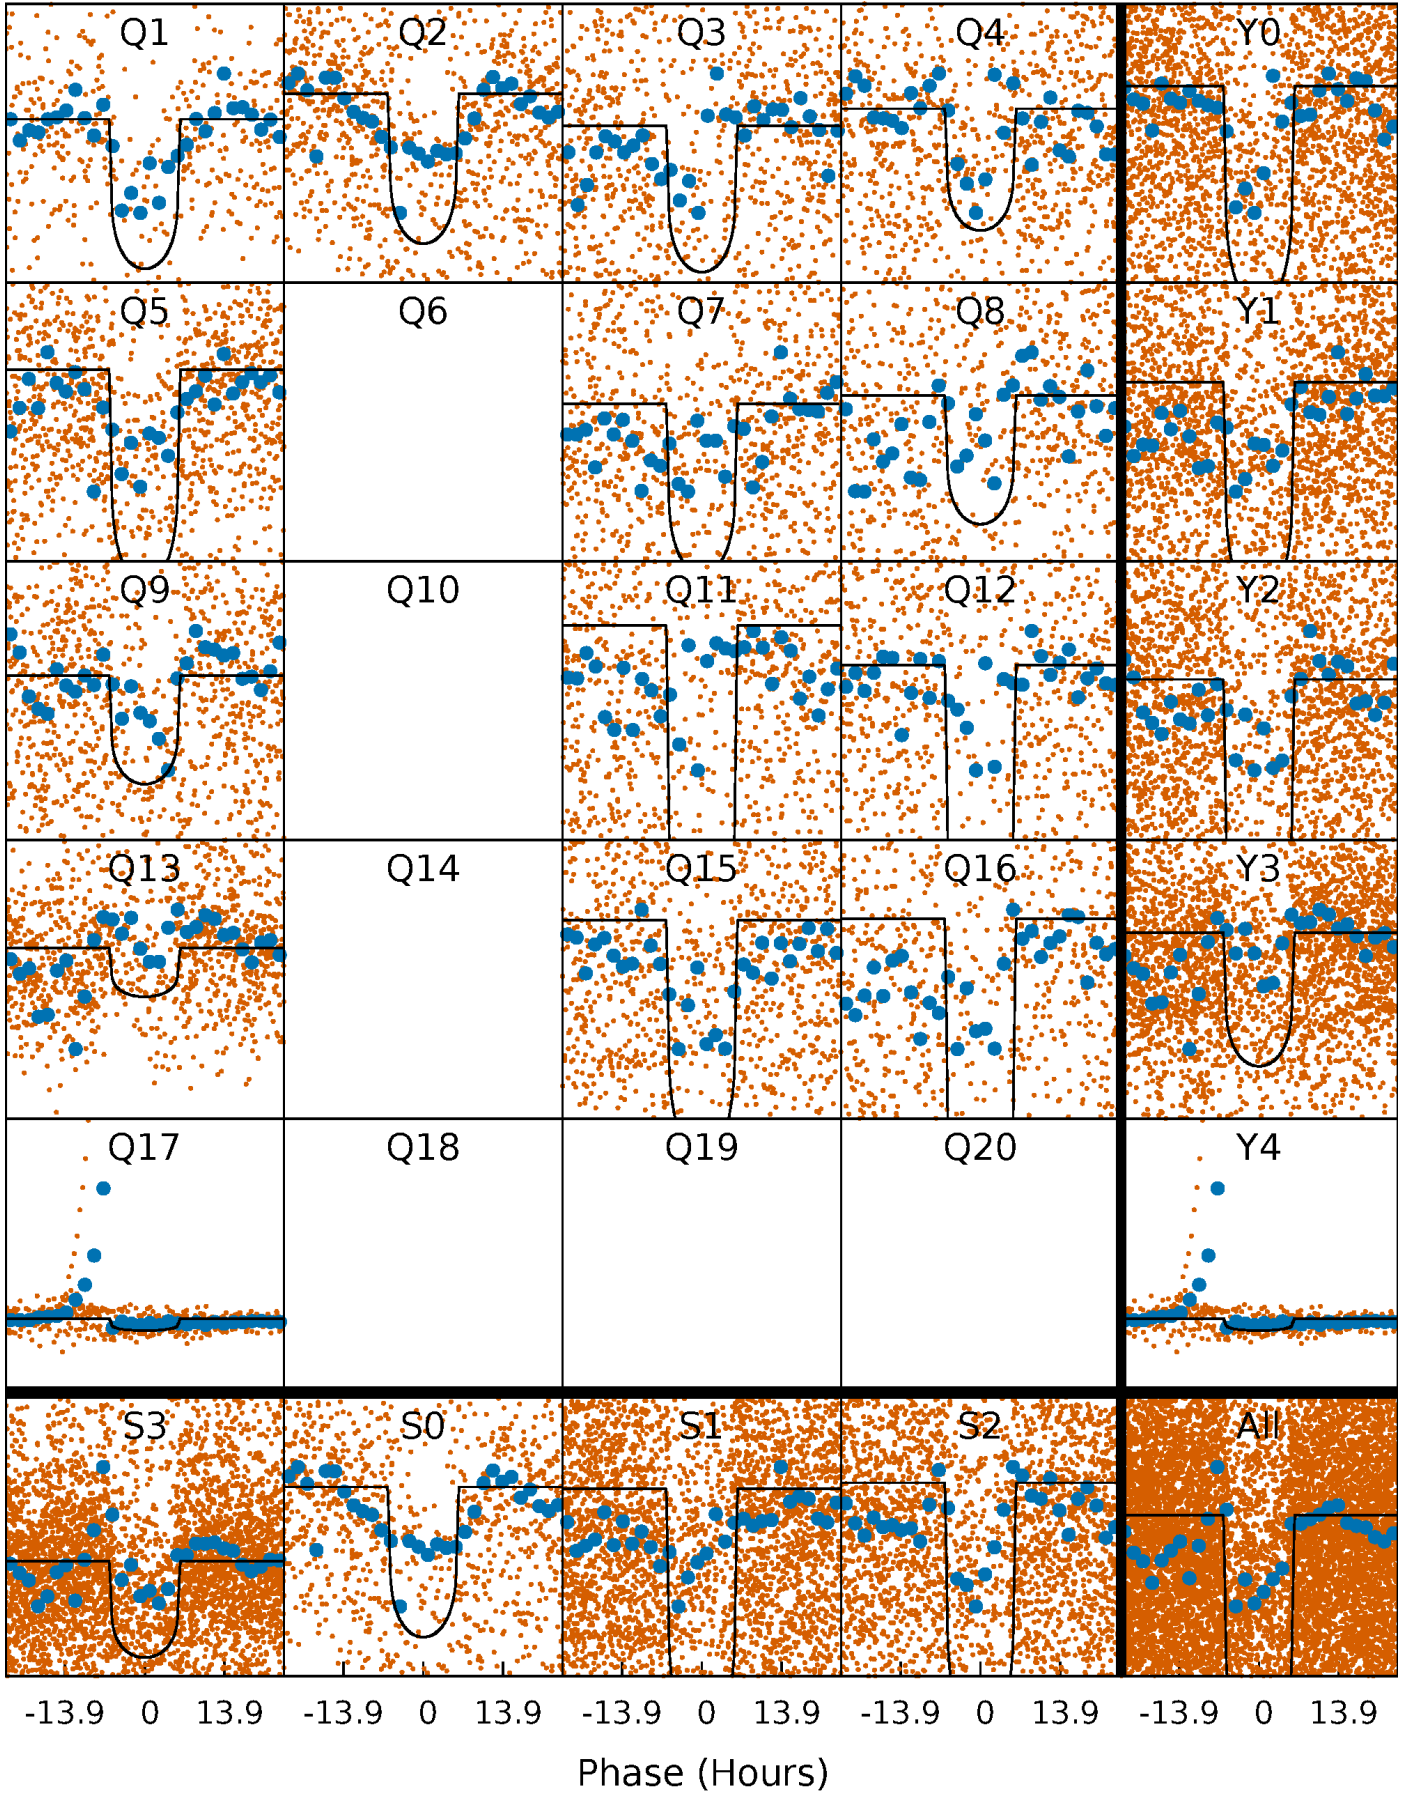 Q1 Q2 Q3 Q4 Y0
Q5 Q6 Q7 Q8 Y1
Q9 Q10 Q11 Q12 Y2
Q13 Q14 Q15 Q16 Y3
Q17 Q18 Q19 Q20 Y4
S3 S0 S1 S2 All
-13.9 0 13.9 -13.9 0 13.9 -13.9 0 13.9 -13.9 0 13.9 -13.9 0 13.9
Phase (Hours)